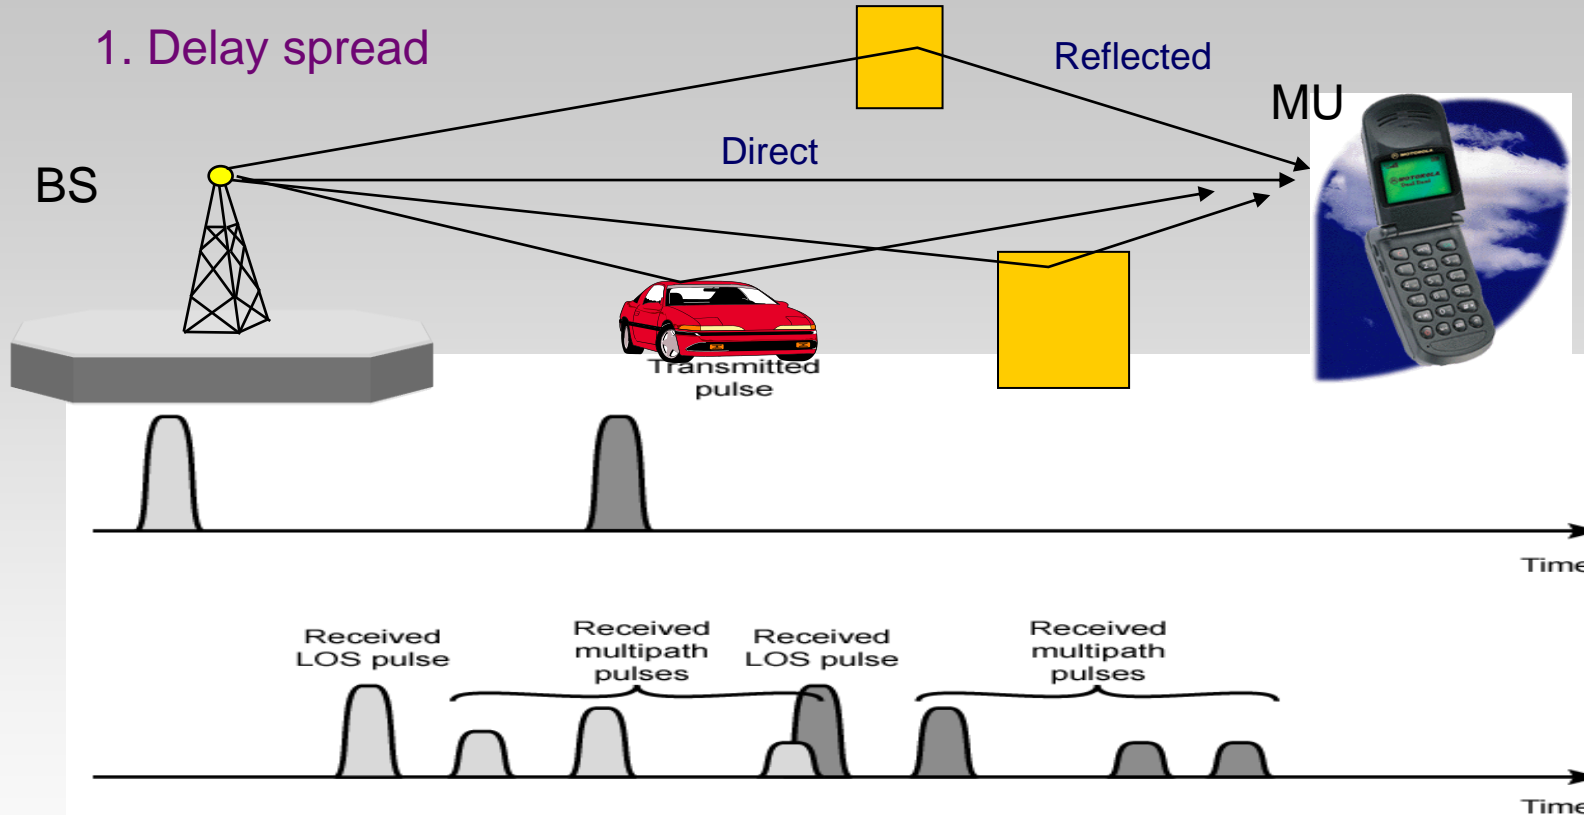 1. Delay spread
Reflected
MU
Direct
BS
MOTOROLA
Transmitted
pulse
Time
Received
LOS pulse
Received
multipath
pulses
Received
LOS pulse
Received
multipath
pulses
Time